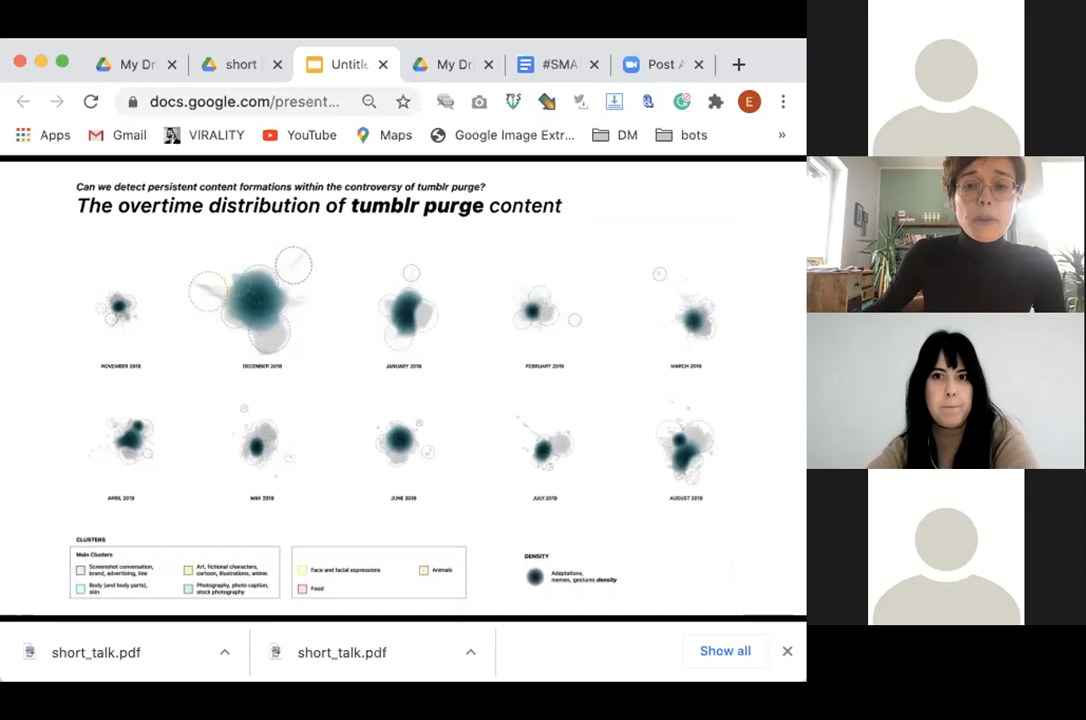 My Dr
short
Untitle
My Dr
#SMA
Post A
docs.google.com/present...
E
Apps
Gmail
VIRALITY
YouTube
Maps
Google Image Extr...
DM
bots
»
Can we detect persistent content formations within the controversy of tumblr purge?
The overtime distribution of tumblr purge content
NOVEMBER 2018
DECEMBER 2018
JANUARY 2019
FEBRUARY 2019
MARCH 2019
APRIL 2019
MAY 2019
JUNE 2019
JULY 2019
AUGUST 2019
CLUSTERS
Main Clusters
Screenshot conversation,
brand, advertising, line
Art, fictional characters,
cartoon, illustrations, anime.
Body (and body parts),
skin
Photography, photo caption,
stock photography
Face and facial expressions
Animals
Food
DENSITY
Adaptations,
memes, gestures density
short_talk.pdf
short_talk.pdf
Show all